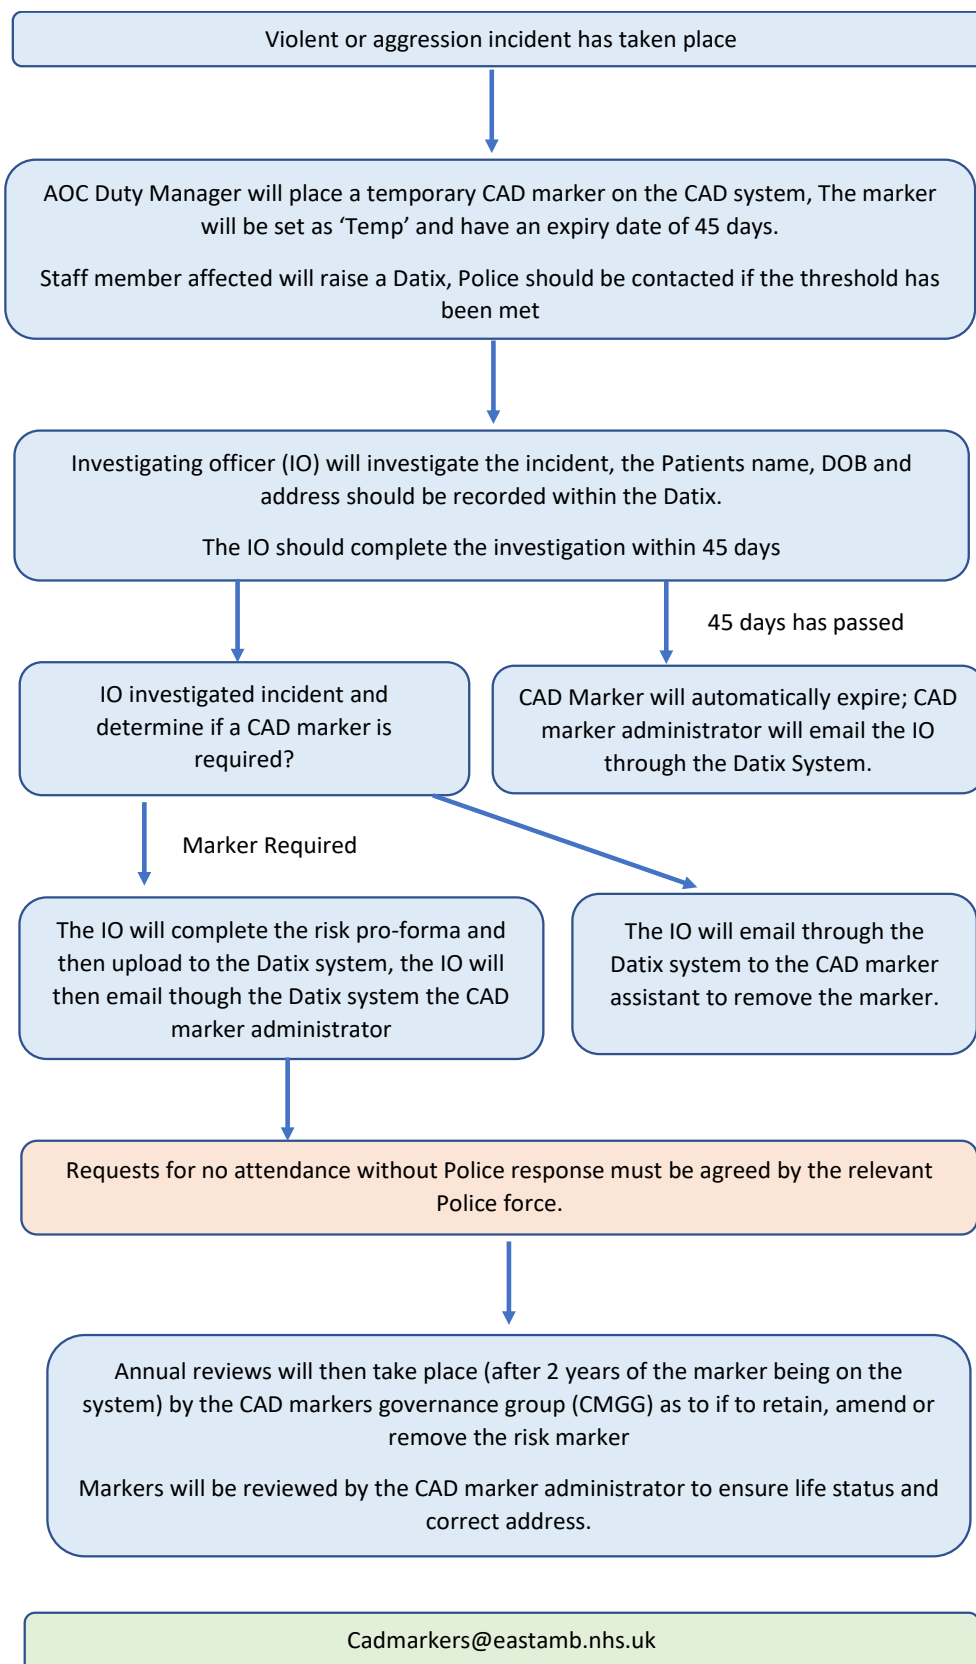 Violent or aggression incident has taken place
AOC Duty Manager will place a temporary CAD marker on the CAD system, The marker
will be set as ‘Temp’ and have an expiry date of 45 days.
Staff member affected will raise a Datix, Police should be contacted if the threshold has
been met
Investigating officer (IO) will investigate the incident, the Patients name, DOB and
address should be recorded within the Datix.
The IO should complete the investigation within 45 days
45 days has passed
IO investigated incident and
determine if a CAD marker is
required?
CAD Marker will automatically expire; CAD
marker administrator will email the IO
through the Datix System.
Marker Required
The IO will complete the risk pro-forma and
then upload to the Datix system, the IO will
then email though the Datix system the CAD
marker administrator
The IO will email through the
Datix system to the CAD marker
assistant to remove the marker.
Requests for no attendance without Police response must be agreed by the relevant
Police force.
Annual reviews will then take place (after 2 years of the marker being on the
system) by the CAD markers governance group (CMGG) as to if to retain, amend or
remove the risk marker
Markers will be reviewed by the CAD marker administrator to ensure life status and
correct address.
Cadmarkers@eastamb.nhs.uk